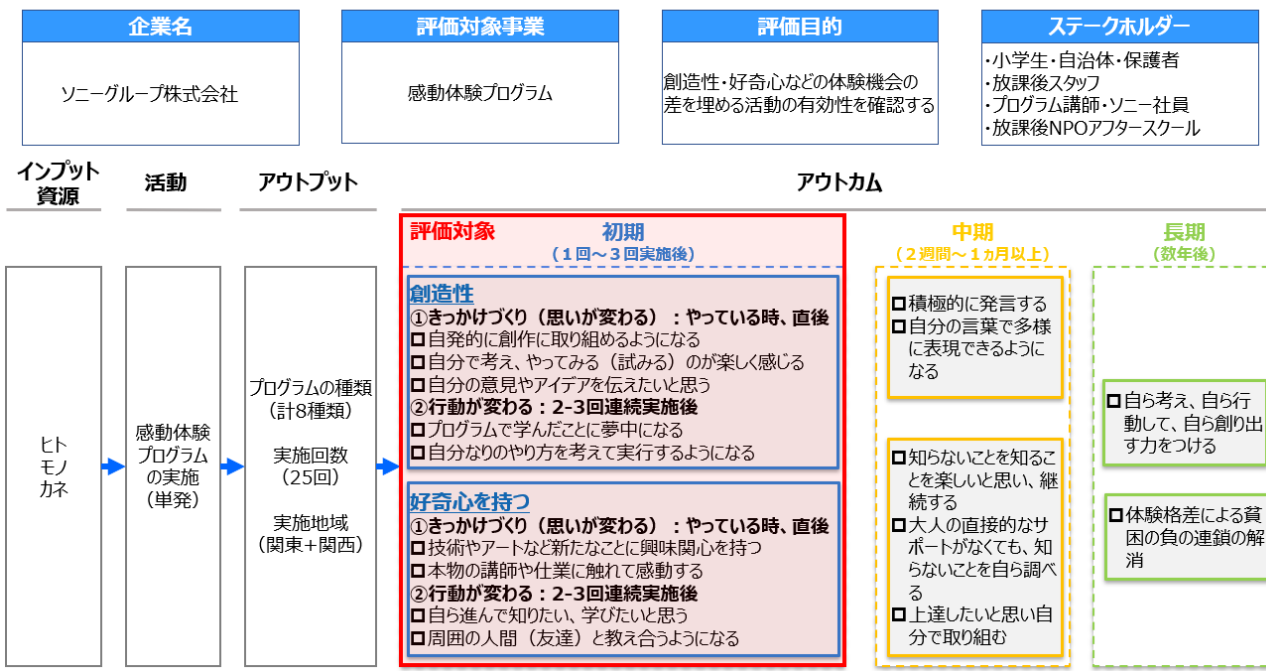 企業名
ソニーグループ株式会社
評価対象事業
感動体験プログラム
評価目的
創造性・好奇心などの体験機会の
差を埋める活動の有効性を確認する
ステークホルダー
・小学生・自治体・保護者
・放課後スタッフ
・プログラム講師・ソニー社員
・放課後NPOアフタースクール
インプット
資源
活動
アウトプット
アウトカム
ヒト
モノ
カネ
感動体験
プログラム
の実施
(単発)
プログラムの種類
(計8種類)
実施回数
(25回)
実施地域
(関東+関西)
評価対象
初期
(1回～3回実施後)
創造性
①きっかけづくり(思いが変わる):やっている時、直後
自発的に創作に取り組めるようになる
自分で考え、やってみる(試みる)のが楽しく感じる
自分の意見やアイデアを伝えたいと思う
②行動が変わる:2-3回連続実施後
プログラムで学んだことに夢中になる
自分なりのやり方を考えて実行するようになる
好奇心を持つ
①きっかけづくり(思いが変わる):やっている時、直後
技術やアートなど新たなことに興味関心を持つ
本物の講師や仕業に触れて感動する
②行動が変わる:2-3回連続実施後
自ら進んで知りたい、学びたいと思う
周囲の人間(友達)と教え合うようになる
中期
(2週間～1ヵ月以上)
積極的に発言する
自分の言葉で多様
に表現できるように
なる
知らないことを知るこ
とを楽しいと思い、継
続する
大人の直接的なサ
ポートがなくても、知
らないことを自ら調べ
る
上達したいと思い自
分で取り組む
長期
(数年後)
自ら考え、自ら行
動して、自ら創り出
す力をつける
体験格差による貧
困の負の連鎖の解
消